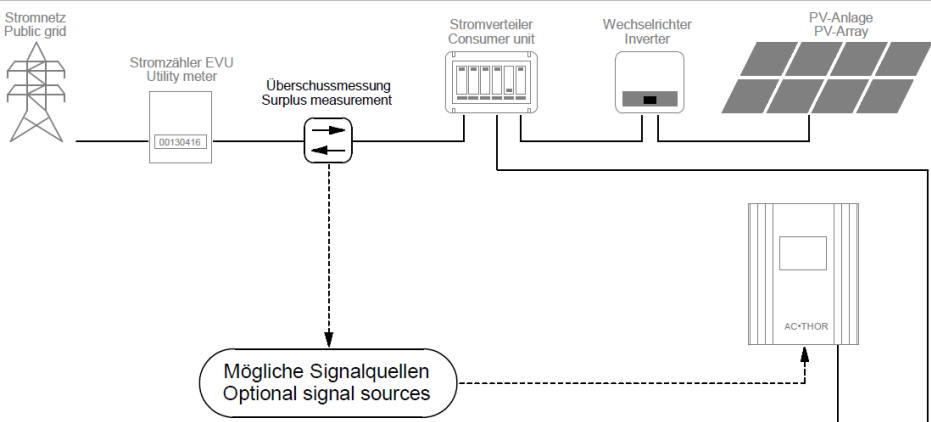 Stromnetz
Public grid
Stromzähler EVU
Utility meter
00130416
Überschussmessung
Surplus measurement
Stromverteiler
Consumer unit
Wechselrichter
Inverter
PV-Anlage
PV-Array
AC•THOR
Mögliche Signalquellen
Optional signal sources